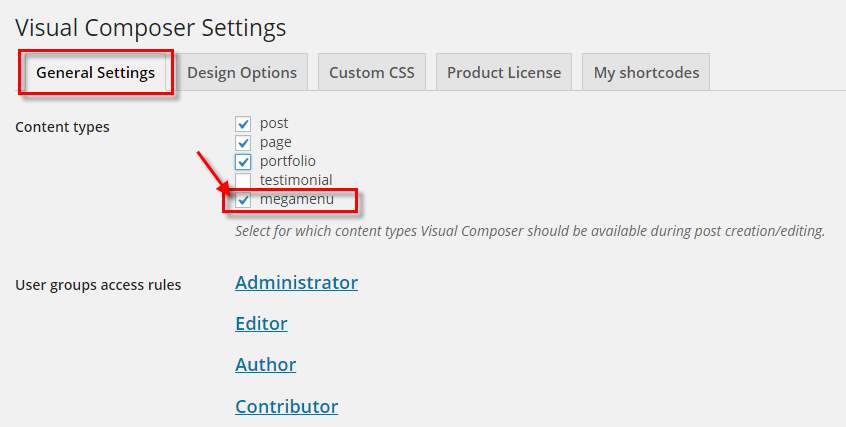 Visual Composer Settings
General Settings Design Options Custom CSS Product License My shortcodes
Content types
post
page
portfolio
testimonial
megamenu
Select for which content types Visual Composer should be available during post creation/editing.
User groups access rules
Administrator
Editor
Author
Contributor